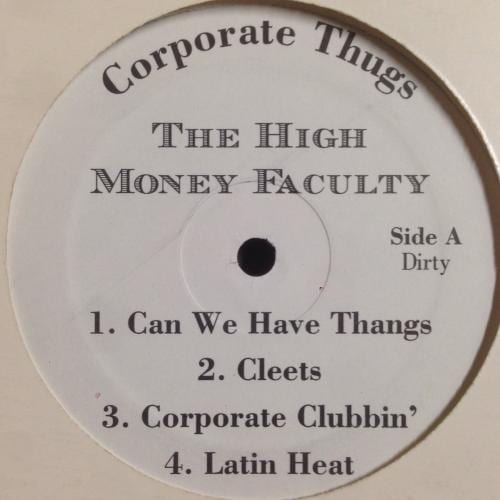 Corporate Thugs
THE HIGH
MONEY FACULTY
Side A
Dirty
1. Can We Have Thangs
2. Cleets
3. Corporate Clubbin'
4. Latin Heat